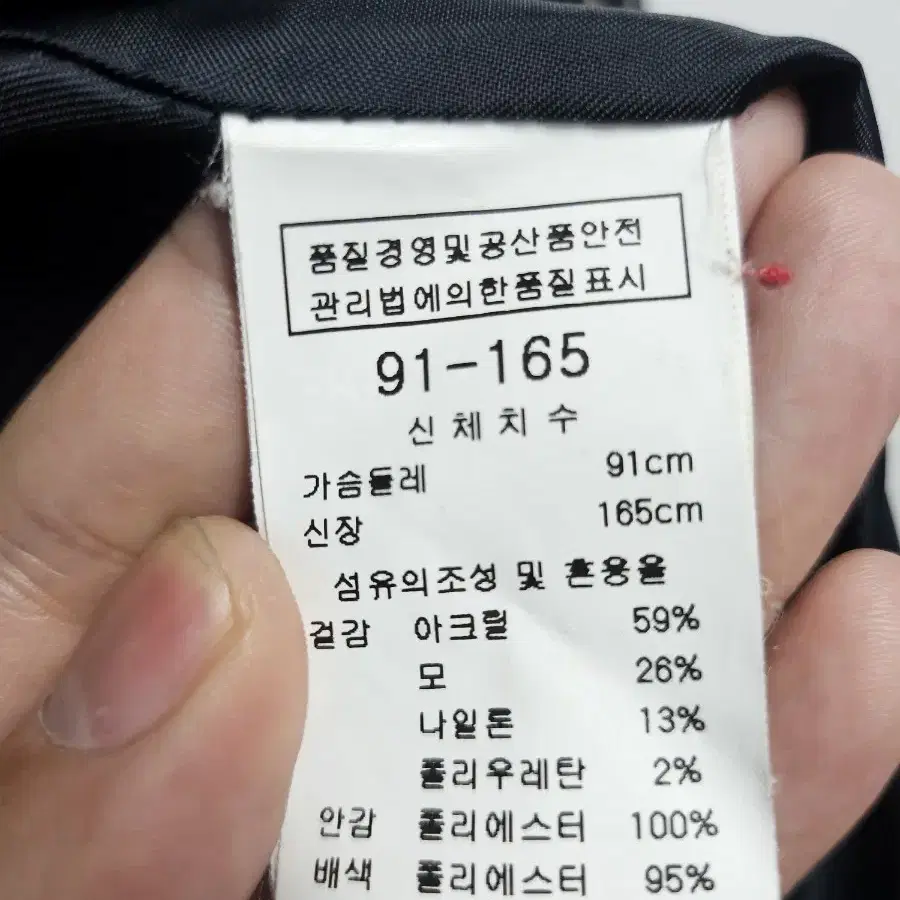 품질경영및공산품안전
관리법에의한품질표시
91-165
신체치수
가슴둘레 91cm
신장 165cm
섬유의조성 및 혼용율
겉감 아크릴 59%
모 26%
나일론 13%
폴리우레탄 2%
안감 폴리에스터 100%
배색 폴리에스터 95%